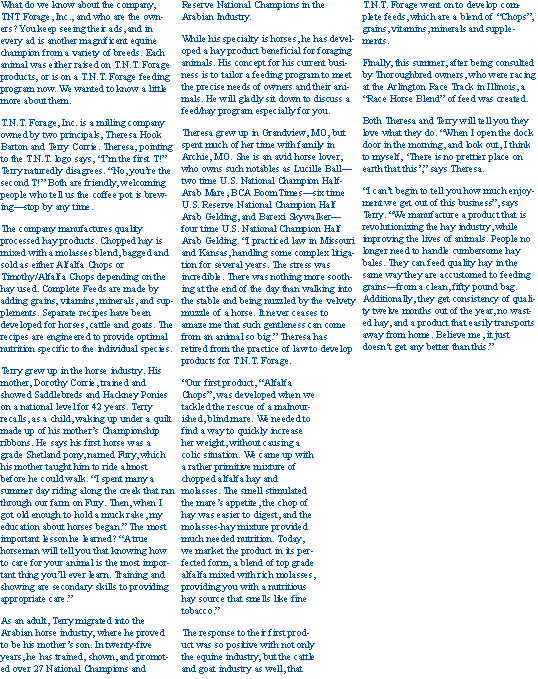 What do we know about the company,
TNT Forage, Inc., and who are the own-
ers? You keep seeing their ads, and in
every ad is another magnificent equine
champion from a variety of breeds. Each
animal was either raised on T.N.T. Forage
products, or is on a T.N.T. Forage feeding
program now. We wanted to know a little
more about them.
T.N.T. Forage, Inc. is a milling company
owned by two principals, Theresa Hook
Barton and Terry Corrie. Theresa, pointing
to the T.N.T. logo says, "I'm the first T!"
Terry naturedly disagrees. "No, you're the
second T!" Both are friendly, welcoming
people who tell us the coffee pot is brew-
ing—stop by any time.
The company manufactures quality
processed hay products. Chopped hay is
mixed with a molasses blend, bagged and
sold as either Alfalfa Chops or
Timothy/Alfalfa Chops depending on the
hay used. Complete Feeds are made by
adding grains, vitamins, minerals, and sup-
plements. Separate recipes have been
developed for horses, cattle and goats. The
recipes are engineered to provide optimal
nutrition specific to the individual species.
Terry grew up in the horse industry. His
mother, Dorothy Corrie, trained and
showed Saddlebreds and Hackney Ponies
on a national level for 42 years. Terry
recalls, as a child, waking up under a quilt
made up of his mother's Championship
ribbons. He says his first horse was a
grade Shetland pony, named Fury, which
his mother taught him to ride almost
before he could walk. "I spent many a
summer day riding along the creek that ran
through our farm on Fury. Then, when I
got old enough to hold a muck rake, my
education about horses began." The most
important lesson he learned? "A true
horseman will tell you that knowing how
to care for your animal is the most impor-
tant thing you'll ever learn. Training and
showing are secondary skills to providing
appropriate care."
As an adult, Terry migrated into the
Arabian horse industry, where he proved
to be his mother's son. In twenty-five
years, he has trained, shown, and promot-
ed over 27 National Champions and
Reserve National Champions in the
Arabian Industry.
While his specialty is horses, he has devel-
oped a hay product beneficial for foraging
animals. His concept for his current busi-
ness is to tailor a feeding program to meet
the precise needs of owners and their ani-
mals. He will gladly sit down to discuss a
feed/hay program especially for you.
Theresa grew up in Grandview, MO, but
spent much of her time with family in
Archie, MO. She is an avid horse lover,
who owns such notables as Lucille Ball—
two time U.S. National Champion Half-
Arab Mare, BCA BoomTimes—six time
U.S. Reserve National Champion Half
Arab Gelding, and Barexi Skywalker—
four time U.S. National Champion Half
Arab Gelding. "I practiced law in Missouri
and Kansas, handling some complex litiga-
tion for several years. The stress was
incredible. There was nothing more sooth-
ing at the end of the day than walking into
the stable and being nuzzled by the velvety
muzzle of a horse. It never ceases to
amaze me that such gentleness can come
from an animal so big." Theresa has
retired from the practice of law to develop
products for T.N.T. Forage.
"Our first product, "Alfalfa
Chops", was developed when we
tackled the rescue of a malnour-
ished, blind mare. We needed to
find a way to quickly increase
her weight, without causing a
colic situation. We came up with
a rather primitive mixture of
chopped alfalfa hay and
molasses. The smell stimulated
the mare's appetite, the chop of
hay was easier to digest, and the
molasses-hay mixture provided
much needed nutrition. Today,
we market the product in its per-
fected form, a blend of top grade
alfalfa mixed with rich molasses,
providing you with a nutritious
hay source that smells like fine
tobacco."
The response to their first prod-
uct was so positive with not only
the equine industry, but the cattle
and goat industry as well, that
T.N.T. Forage went on to develop com-
plete feeds, which are a blend of "Chops",
grains, vitamins, minerals and supple-
ments.
Finally, this summer, after being consulted
by Thoroughbred owners, who were racing
at the Arlington Race Track in Illinois, a
"Race Horse Blend" of feed was created.
Both Theresa and Terry will tell you they
love what they do. "When I open the dock
door in the morning, and look out, I think
to myself, 'There is no prettier place on
earth that this'," says Theresa.
"I can't begin to tell you how much enjoy-
ment we get out of this business", says
Terry. "We manufacture a product that is
revolutionizing the hay industry, while
improving the lives of animals. People no
longer need to handle cumbersome hay
bales. They can feed quality hay in the
same way they are accustomed to feeding
grains—from a clean, fifty pound bag.
Additionally, they get consistency of quali-
ty twelve months out of the year, no wast-
ed hay, and a product that easily transports
away from home. Believe me, it just
doesn't get any better than this."